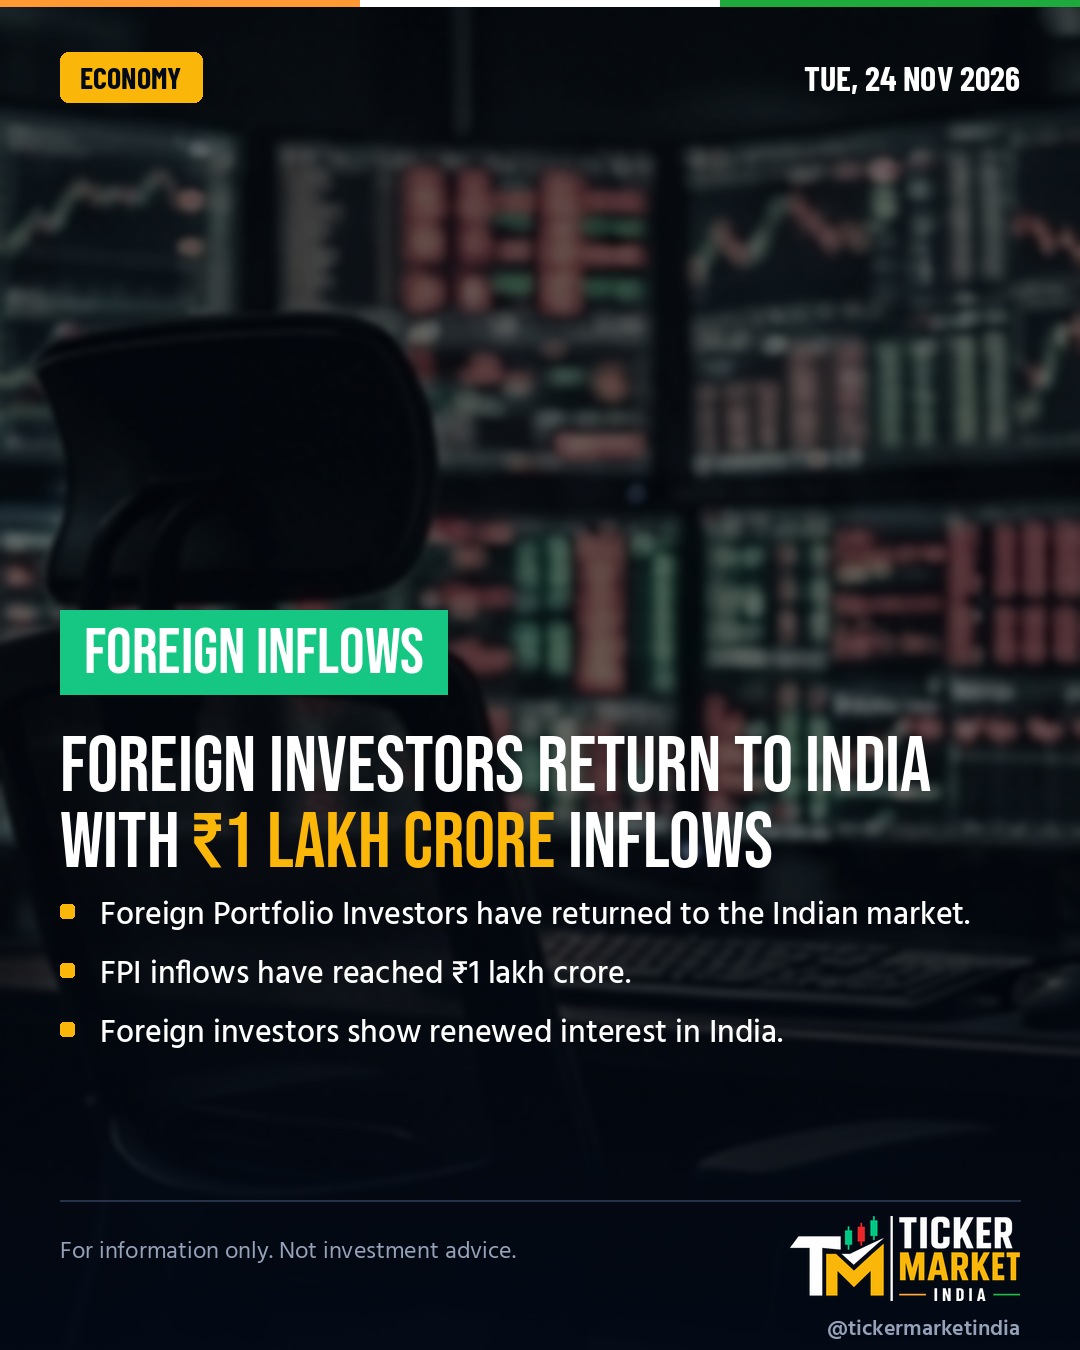 ECONOMY
TUE, 24 NOV 2026
FOREIGN INFLOWS
FOREIGN INVESTORS RETURN TO INDIA
WITH ₹1 LAKH CRORE INFLOWS
Foreign Portfolio Investors have returned to the Indian market.
FPI inflows have reached ₹1 lakh crore.
Foreign investors show renewed interest in India.
For information only. Not investment advice.
TM
TICKER
MARKET
INDIA
@tickermarketindia